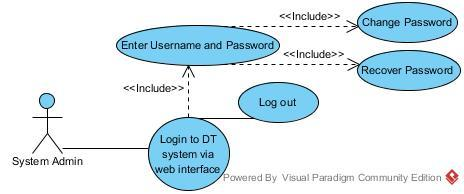 <<Include>>
Change Password
Enter Username and Password
<<Include>>
Recover Password
<<Include>>
Log out
Login to DT
system via
web interface
System Admin
Powered By Visual Paradigm Community Edition